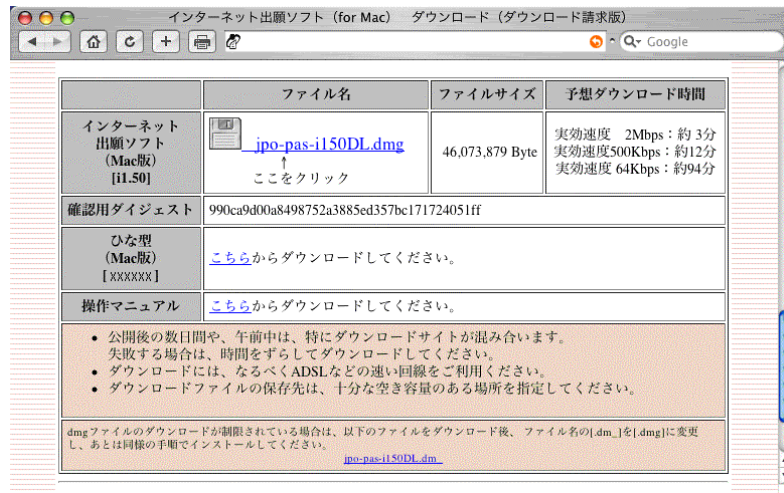 インターネット出願ソフト（for Mac）　ダウンロード（ダウンロード請求版）
Google
ファイル名
ファイルサイズ
予想ダウンロード時間
インターネット
出願ソフト
(Mac版)
[i1.50]
jpo-pas-i150DL.dmg
↑
ここをクリック
46,073,879 Byte
実効速度　2Mbps：約 3分
実効速度500Kbps：約12分
実効速度 64Kbps：約94分
確認用ダイジェスト
990ca9d00a8498752a3885ed357bc171724051ff
ひな型
(Mac版)
[xxxxxx]
こちらからダウンロードしてください。
操作マニュアル
こちらからダウンロードしてください。
• 公開後の数日間や、午前中は、特にダウンロードサイトが混み合います。
失敗する場合は、時間をずらしてダウンロードしてください。
• ダウンロードには、なるべくADSLなどの速い回線をご利用ください。
• ダウンロードファイルの保存先は、十分な空き容量のある場所を指定してください。
dmgファイルのダウンロードが制限されている場合は、以下のファイルをダウンロード後、 ファイル名の[.dm_]を[.dmg]に変更
し、あとは同様の手順でインストールしてください。
jpo-pas-i150DL.dm_